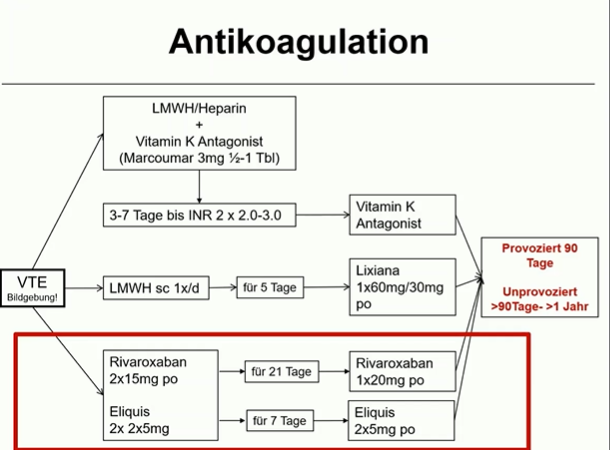 Antikoagulation
LMWH/Heparin
+
Vitamin K Antagonist
(Marcoumar 3mg ½-1 Tbl)
3-7 Tage bis INR 2 x 2.0-3.0
Vitamin K
Antagonist
Provoziert 90
Tage
Unprovoziert
>90Tage- >1 Jahr
VTE
Bildgebung!
LMWH sc 1x/d
für 5 Tage
Lixiana
1x60mg/30mg
po
Rivaroxaban
2x15mg po
für 21 Tage
Rivaroxaban
1x20mg po
Eliquis
2x 2x5mg
für 7 Tage
Eliquis
2x5mg po